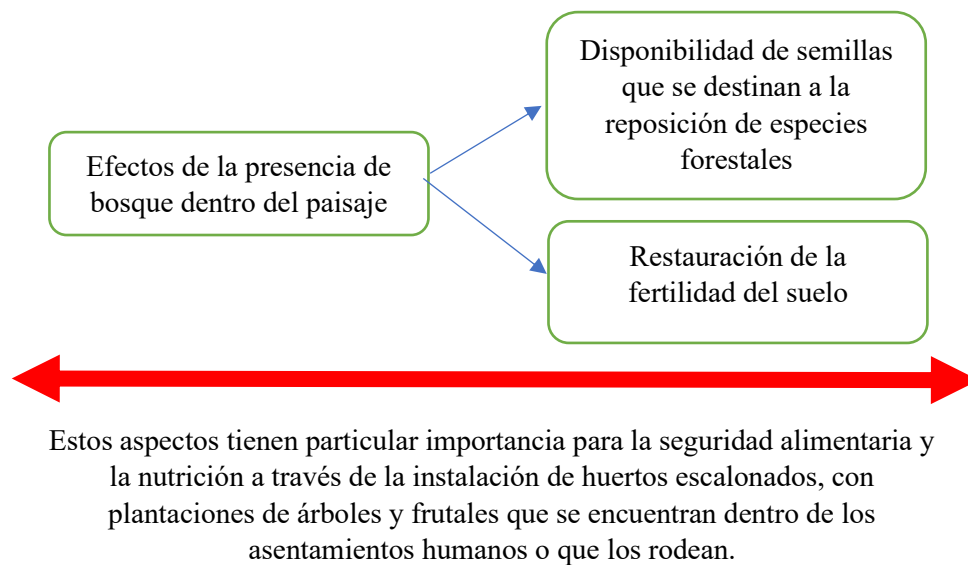 Efectos de la presencia de
bosque dentro del paisaje
Disponibilidad de semillas
que se destinan a la
reposición de especies
forestales
Restauración de la
fertilidad del suelo
Estos aspectos tienen particular importancia para la seguridad alimentaria y
la nutrición a través de la instalación de huertos escalonados, con
plantaciones de árboles y frutales que se encuentran dentro de los
asentamientos humanos o que los rodean.